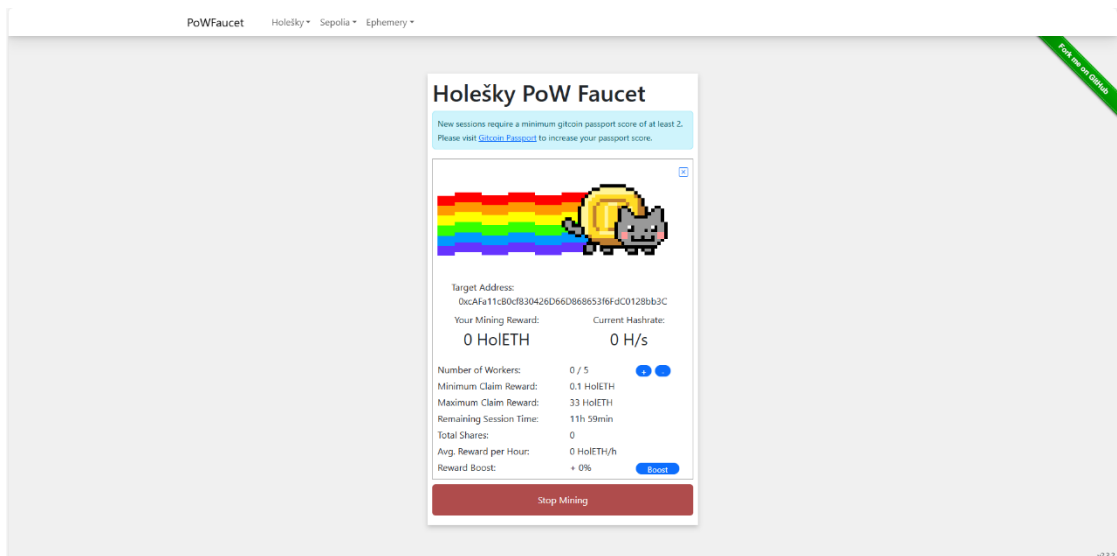 PoWFaucet Holešky Sepolia Ephemery
Fork me on GitHub
Holešky PoW Faucet
New sessions require a minimum gitcoin passport score of at least 2.
Please visit Gitcoin Passport to increase your passport score.
Target Address:
0xcAFa11cB0cf830426D66D868653f6FdC0128bb3C
Your Mining Reward: Current Hashrate:
0 HolETH 0 H/s
Number of Workers: 0 / 5 + -
Minimum Claim Reward: 0.1 HolETH
Maximum Claim Reward: 33 HolETH
Remaining Session Time: 11h 59min
Total Shares: 0
Avg. Reward per Hour: 0 HolETH/h
Reward Boost: + 0% Boost
Stop Mining